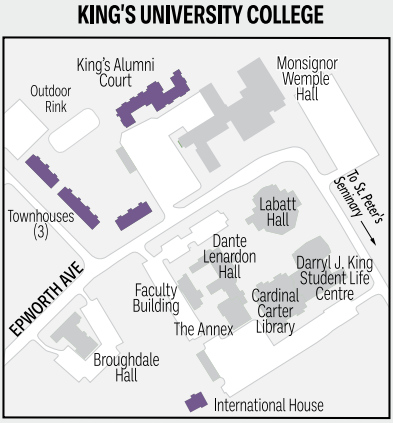 KING'S UNIVERSITY COLLEGE
King's Alumni
Court
Monsignor
Wemple
Hall
Outdoor
Rink
To St. Peter's
Seminary
Townhouses
(3)
Labatt
Hall
Dante
Lenardon
Hall
Darryl J. King
Student Life
Centre
EPWORTH AVE
Faculty
Building
Cardinal
Carter
Library
The Annex
Broughdale
Hall
International House